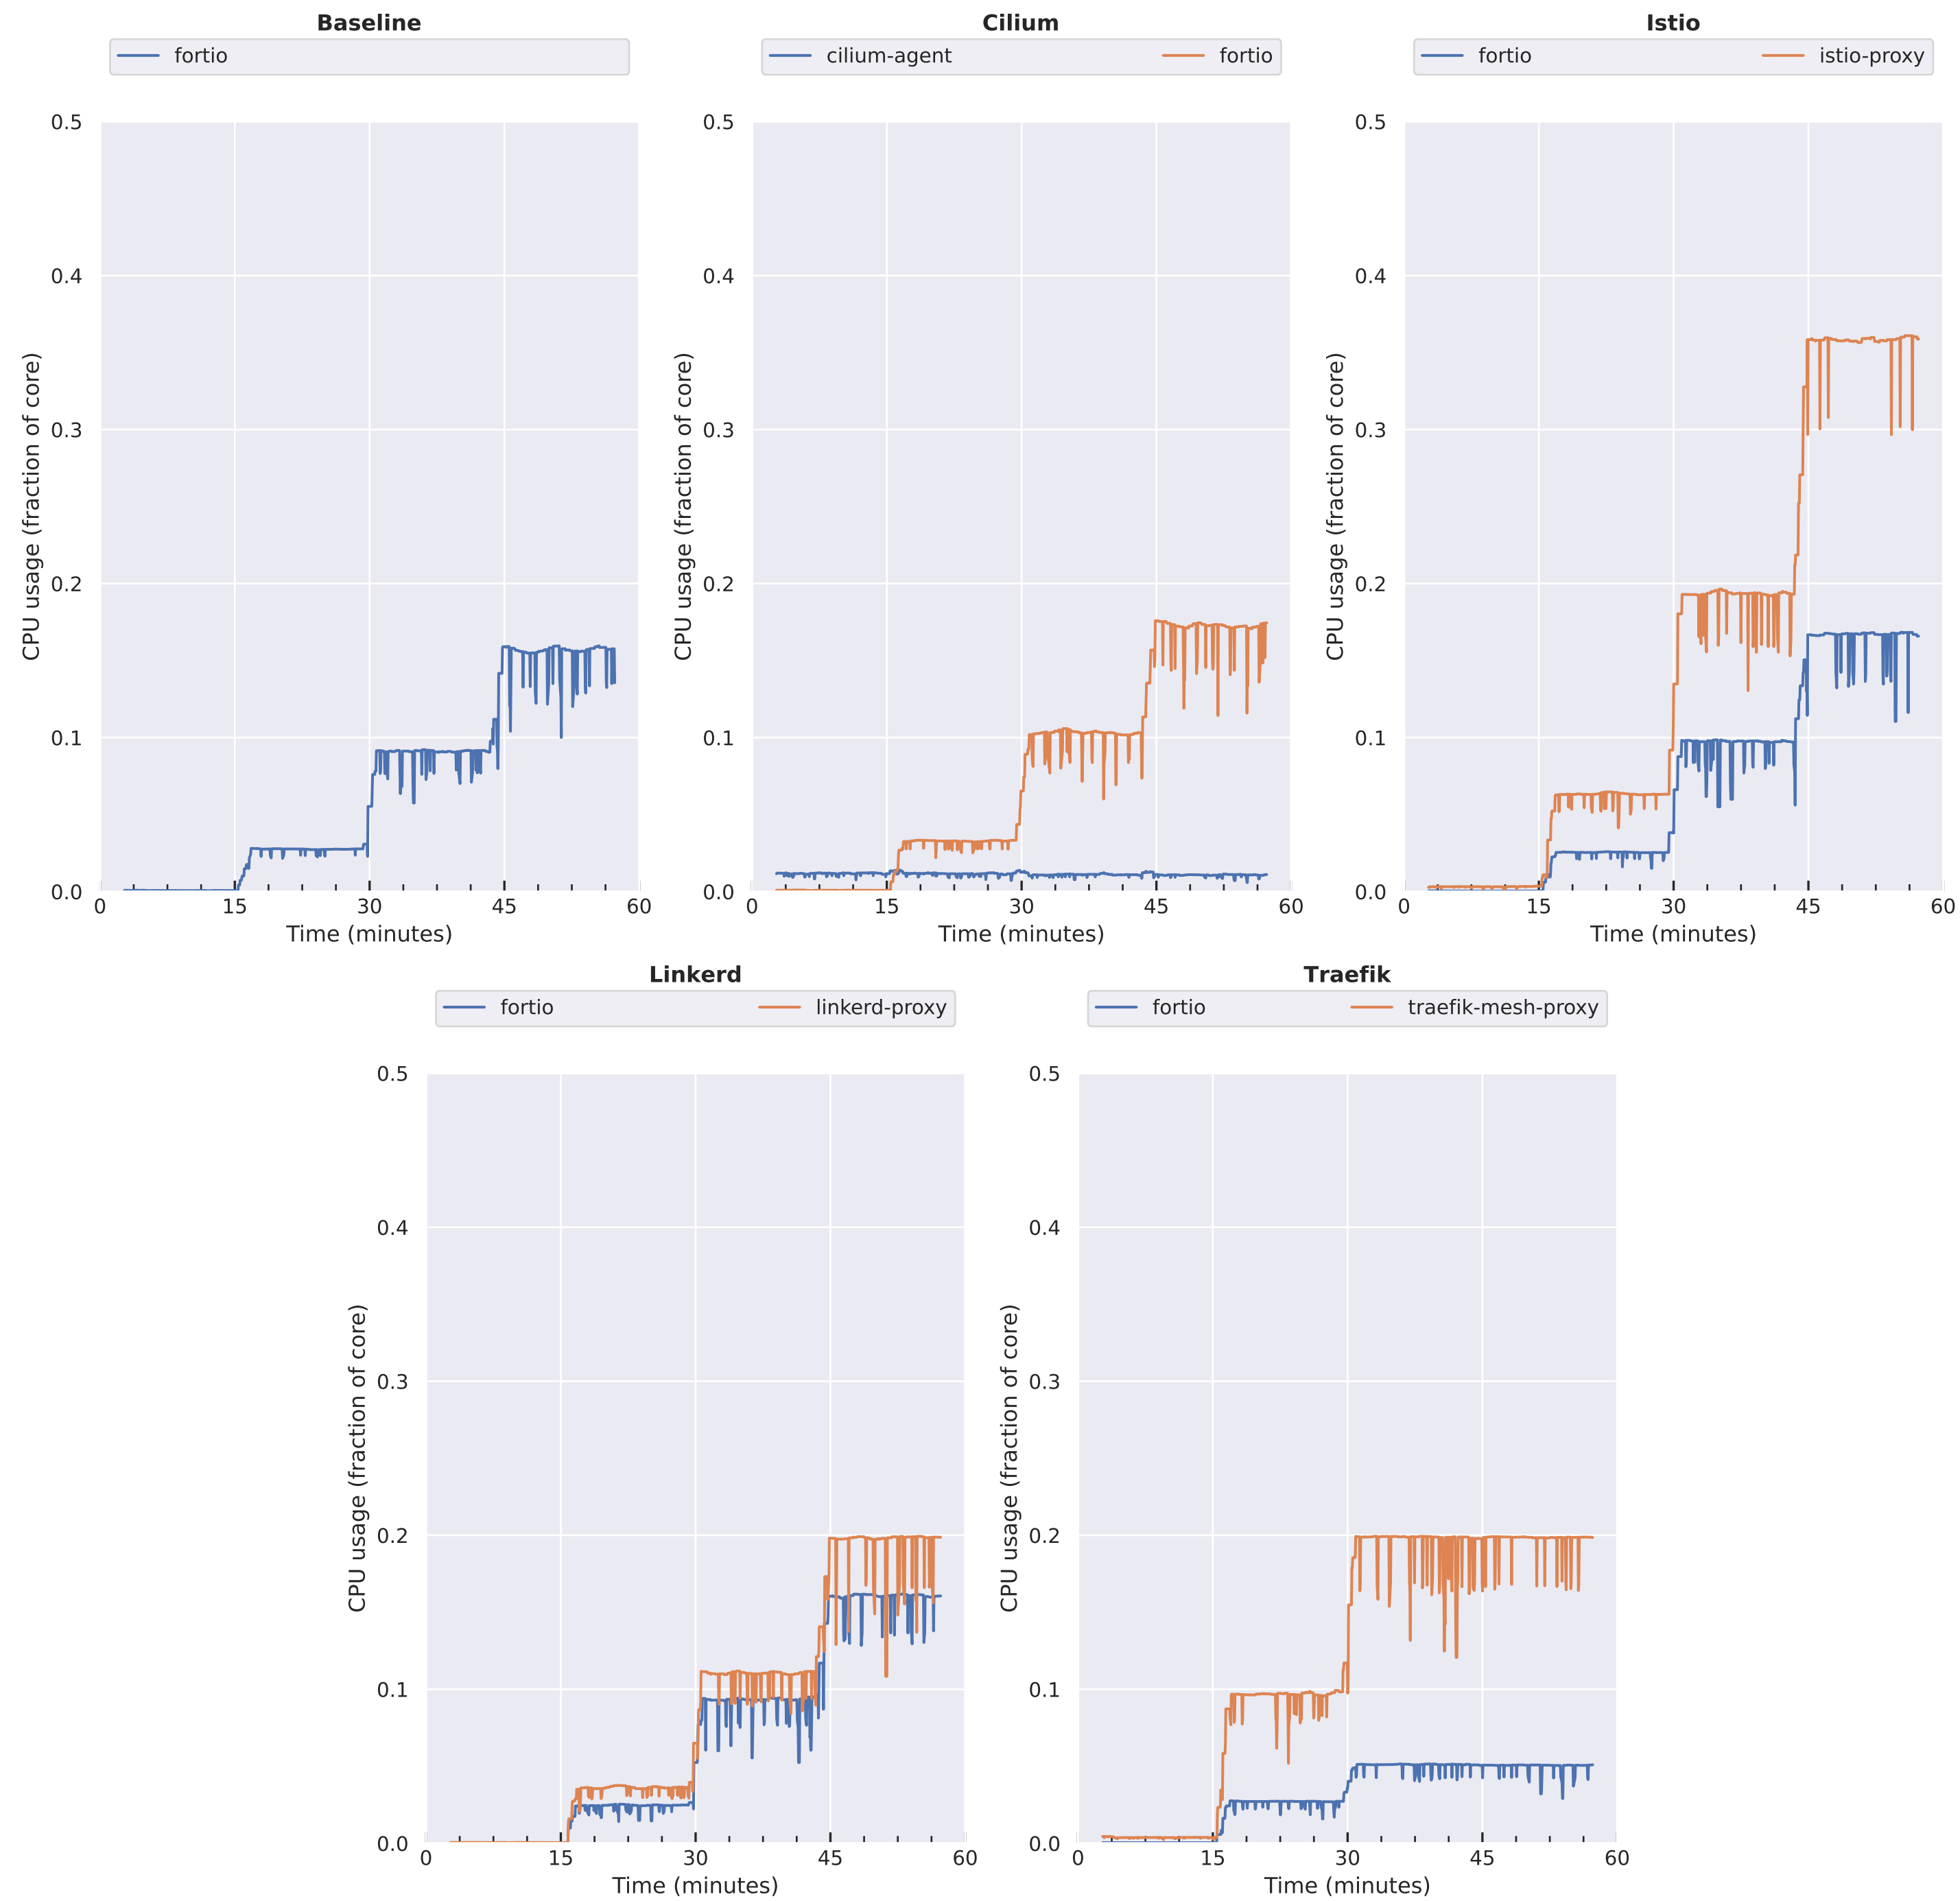 Baseline
fortio
CPU usage (fraction of core)
0.5
0.4
0.3
0.2
0.1
0.0
0 15 30 45 60
Time (minutes)
Cilium
cilium-agent fortio
CPU usage (fraction of core)
0.5
0.4
0.3
0.2
0.1
0.0
0 15 30 45 60
Time (minutes)
Istio
fortio istio-proxy
CPU usage (fraction of core)
0.5
0.4
0.3
0.2
0.1
0.0
0 15 30 45 60
Time (minutes)
Linkerd
fortio linkerd-proxy
CPU usage (fraction of core)
0.5
0.4
0.3
0.2
0.1
0.0
0 15 30 45 60
Time (minutes)
Traefik
fortio traefik-mesh-proxy
CPU usage (fraction of core)
0.5
0.4
0.3
0.2
0.1
0.0
0 15 30 45 60
Time (minutes)